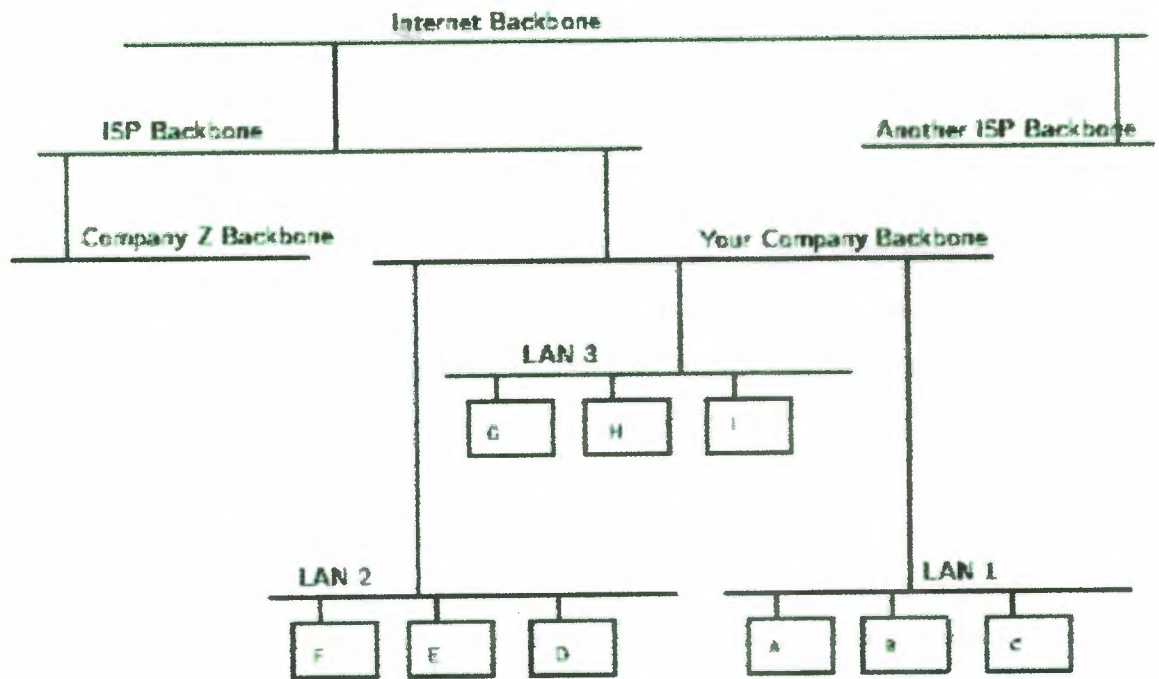 Internet Backbone
ISP Backbone
Another ISP Backbone
Company Z Backbone
Your Company Backbone
LAN 3
G
H
I
LAN 2
LAN 1
F
E
D
A
B
C